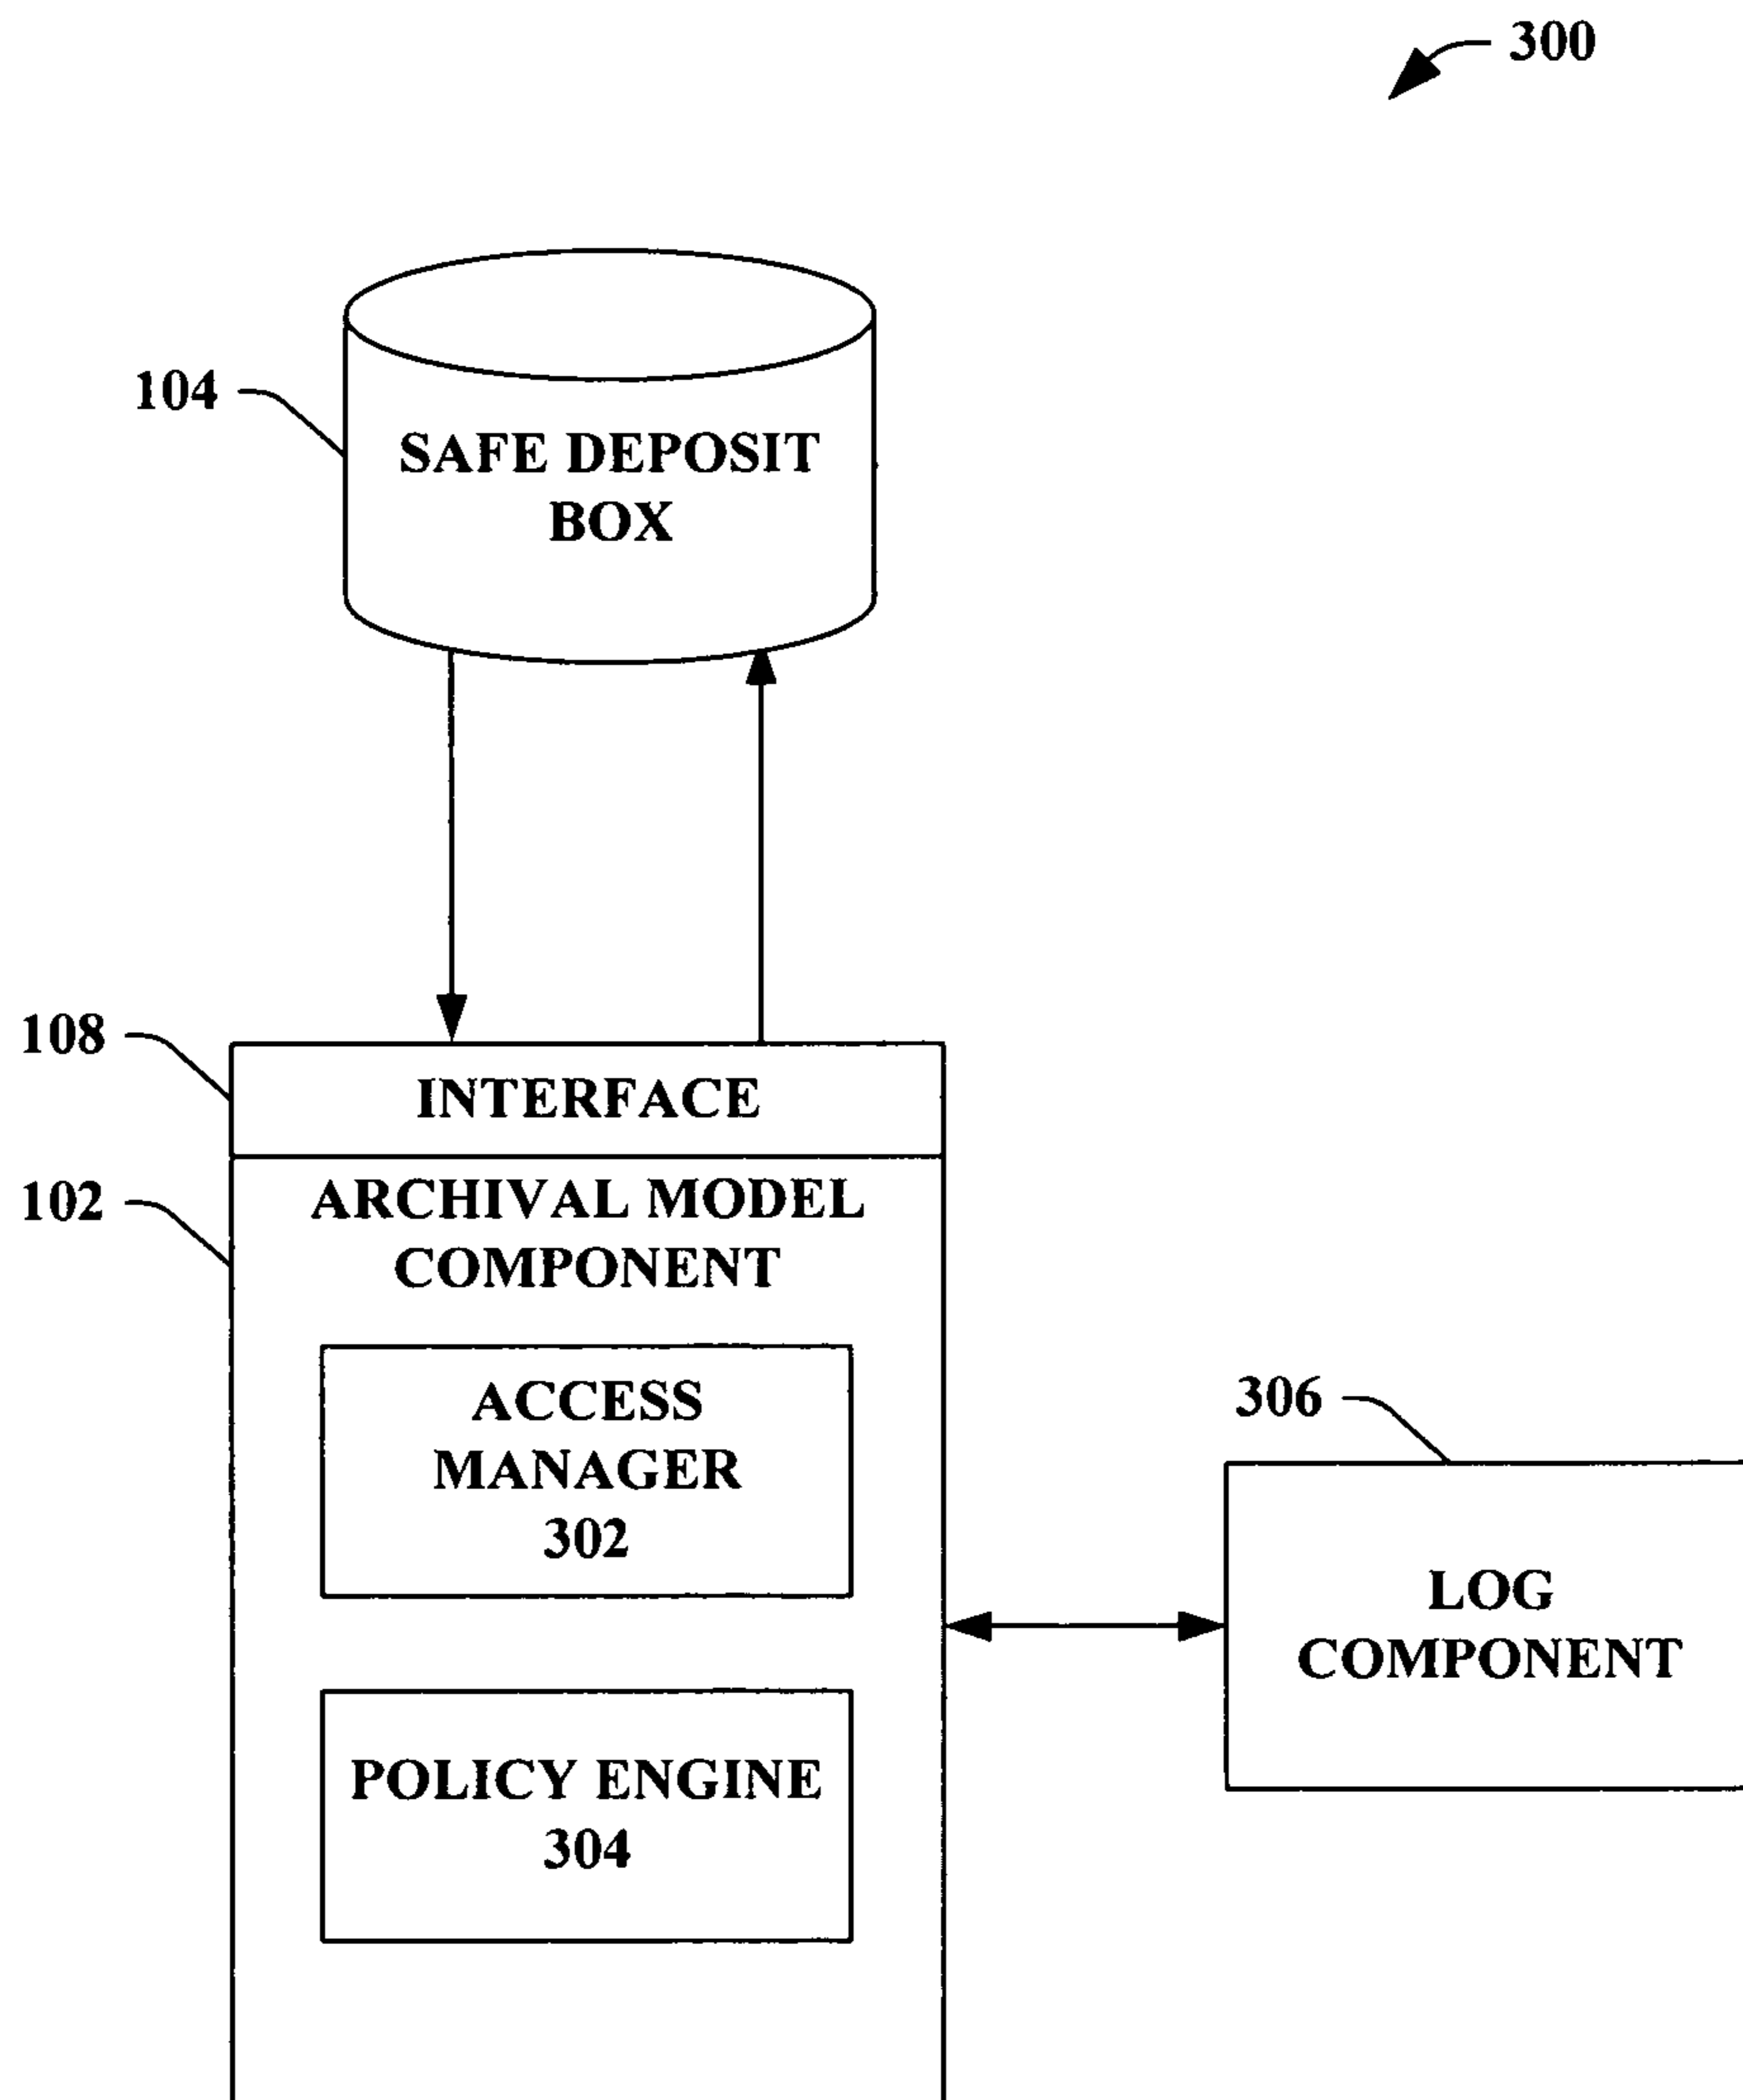 300
104
SAFE DEPOSIT
BOX
108
INTERFACE
102
ARCHIVAL MODEL
COMPONENT
ACCESS
MANAGER
302
306
LOG
COMPONENT
POLICY ENGINE
304